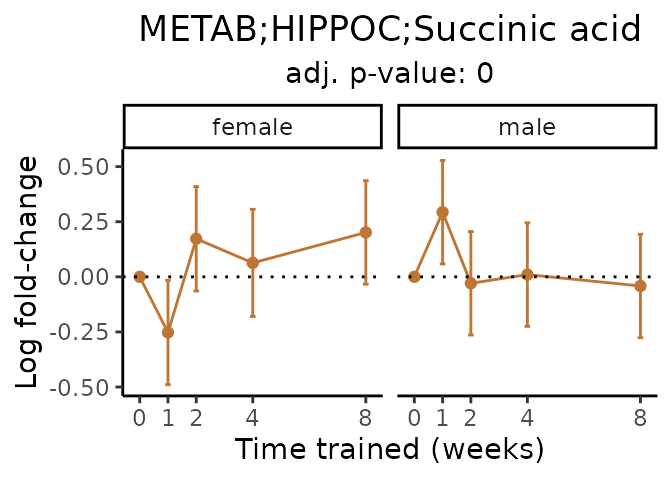 METAB;HIPPOC;Succinic acid
adj. p-value: 0
female
male
Log fold-change
0.50
0.25
0.00
-0.25
-0.50
0 1 2 4 8
0 1 2 4 8
Time trained (weeks)